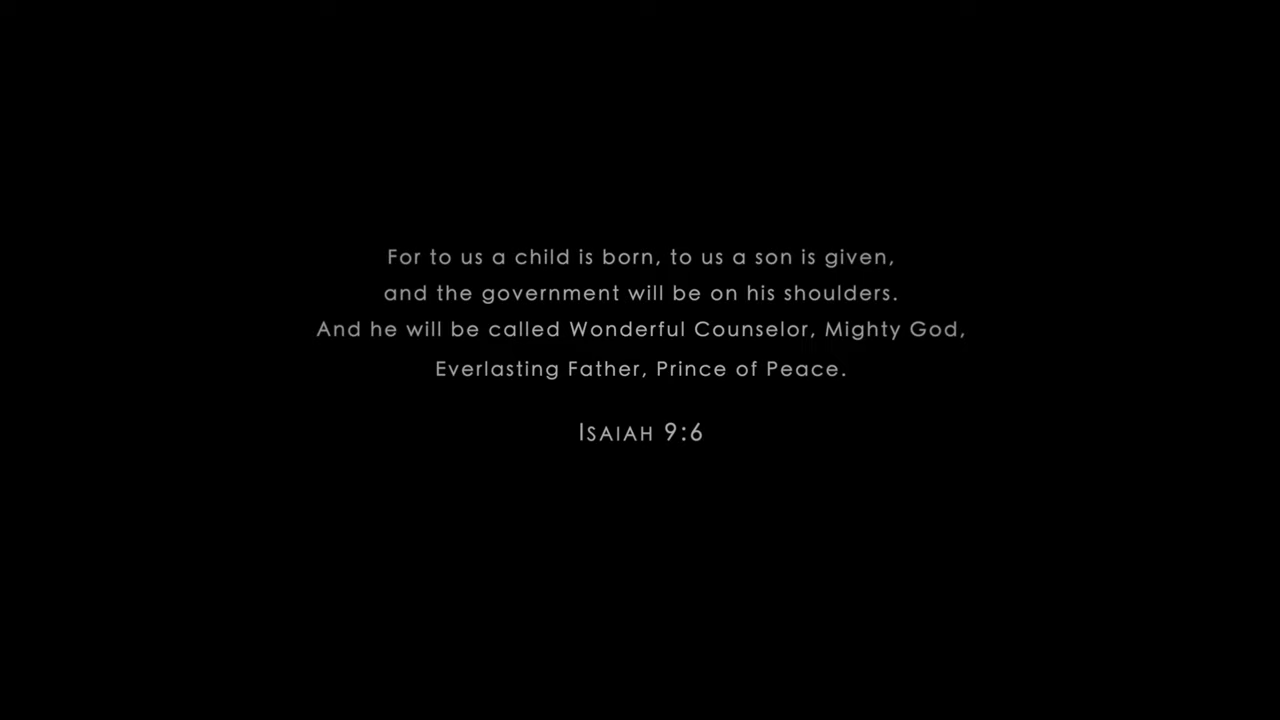 For to us a child is born, to us a son is given,
and the government will be on his shoulders.
And he will be called Wonderful Counselor, Mighty God,
Everlasting Father, Prince of Peace.
Isaiah 9:6